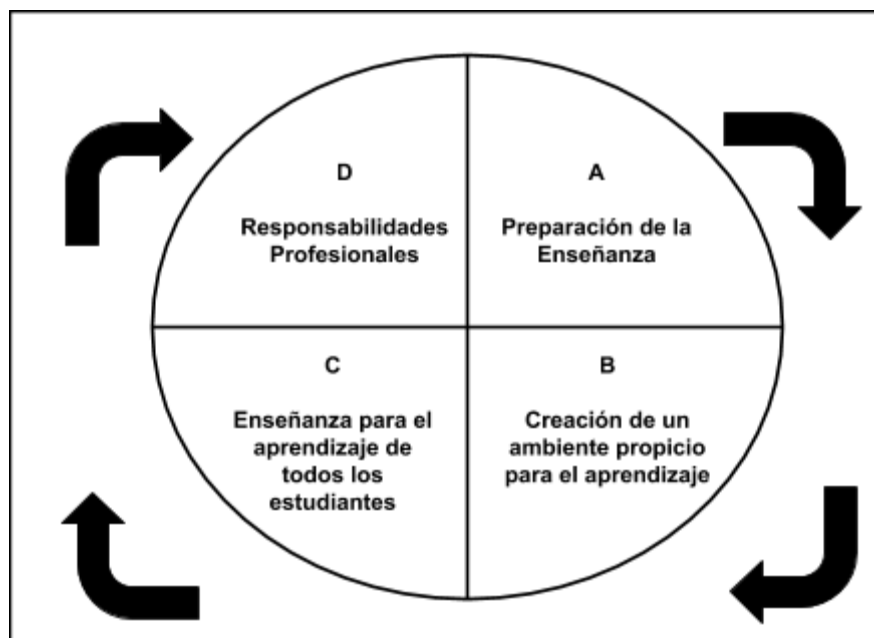 D
Responsabilidades
Profesionales
A
Preparación de la
Enseñanza
C
Enseñanza para el
aprendizaje de
todos los
estudiantes
B
Creación de un
ambiente propicio
para el aprendizaje